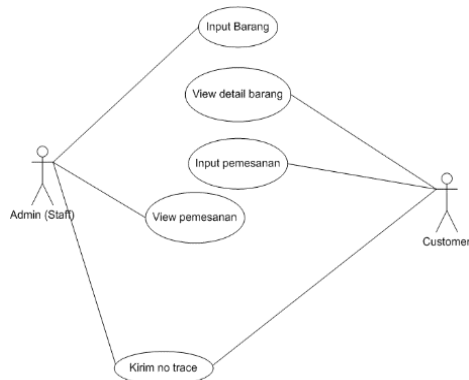 Input Barang
View detail barang
Input pemesanan
Admin (Staff)
View pemesanan
Customer
Kirim no trace